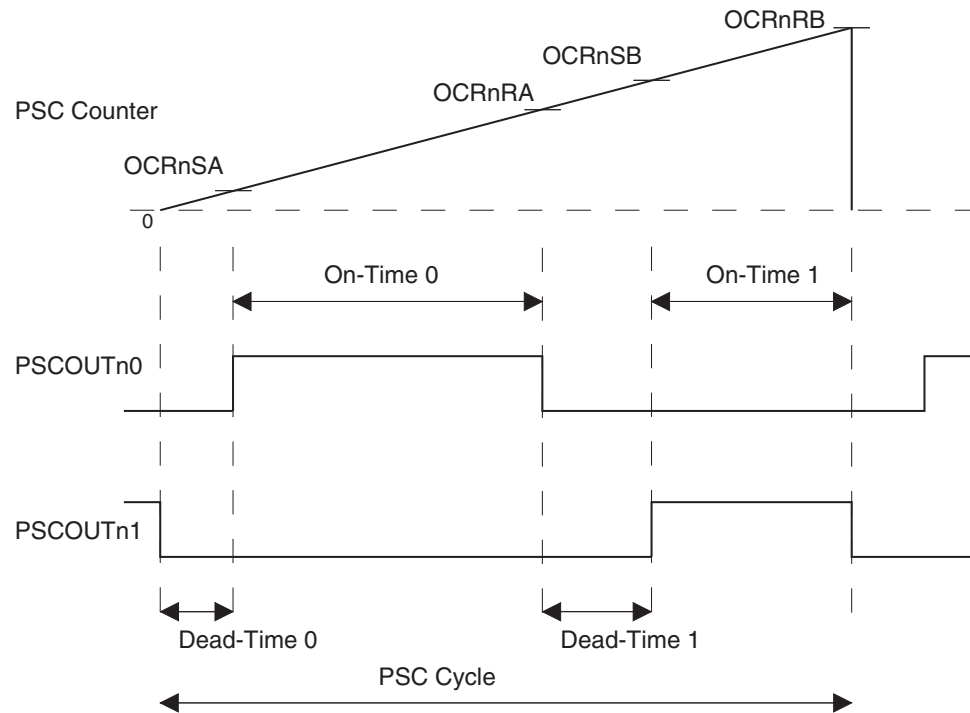 OCRnRB
OCRnSB
OCRnRA
PSC Counter
OCRnSA
0
On-Time 0
On-Time 1
PSCOUTn0
PSCOUTn1
Dead-Time 0
Dead-Time 1
PSC Cycle